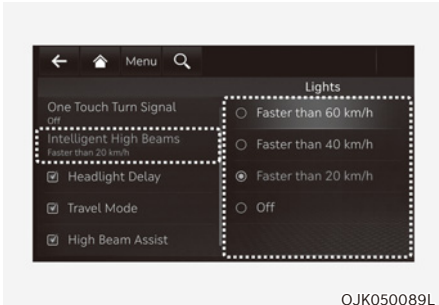 Menu
Lights
One Touch Turn Signal
Off
Intelligent High Beams
Faster than 20 km/h
Headlight Delay
Travel Mode
High Beam Assist
Faster than 60 km/h
Faster than 40 km/h
Faster than 20 km/h
Off
OJK050089L